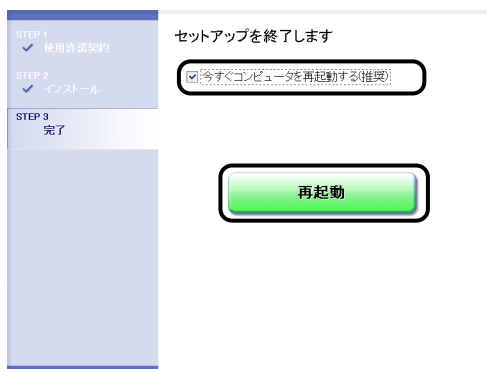 STEP 1
使用許諾契約
STEP 2
インストール
STEP 3
完了
セットアップを終了します
今すぐコンピュータを再起動する(推奨)
再起動